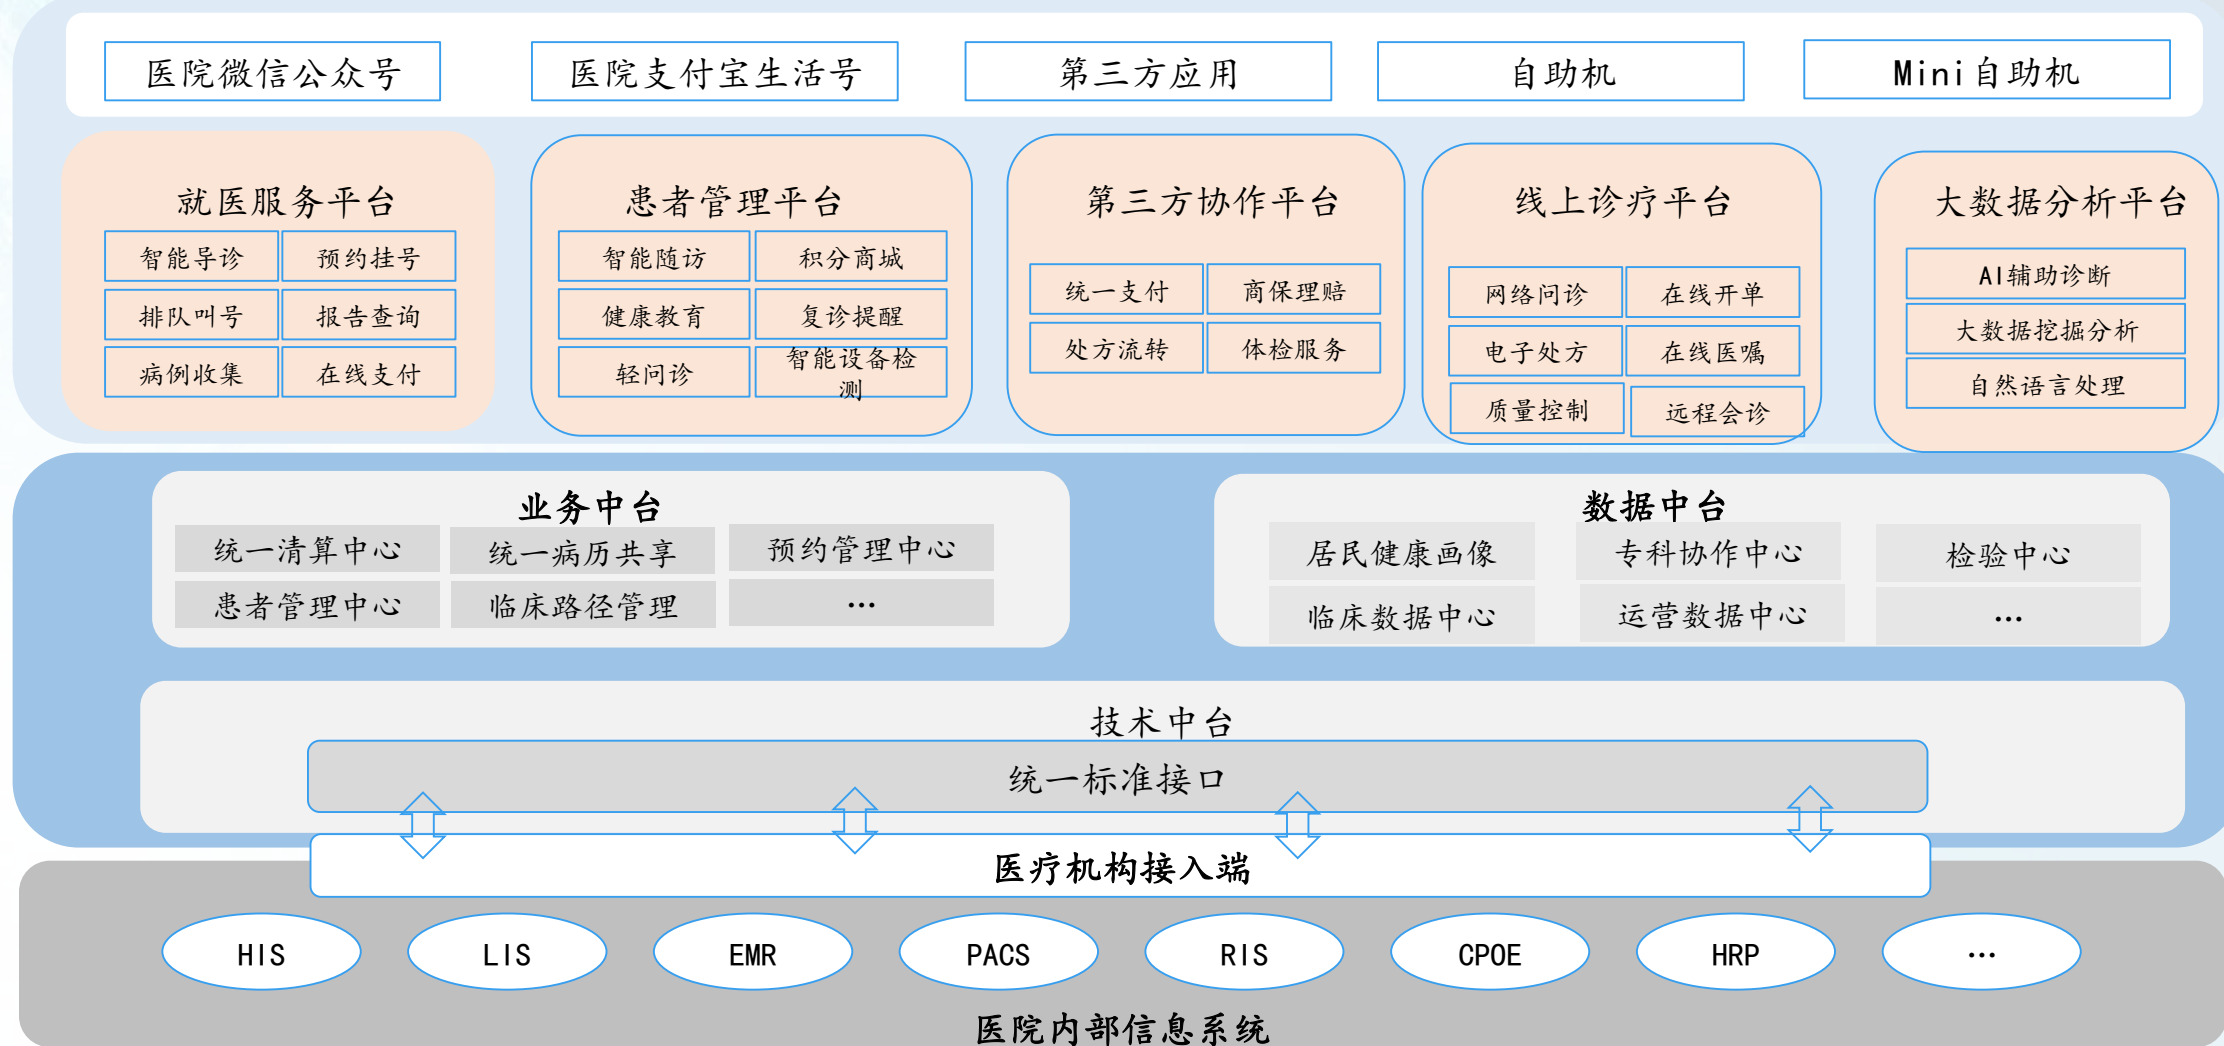 医院微信公众号
医院支付宝生活号
第三方应用
自助机
Mini自助机
就医服务平台
智能导诊
预约挂号
排队叫号
报告查询
病例收集
在线支付
患者管理平台
智能随访
积分商城
健康教育
复诊提醒
轻问诊
智能设备检
测
第三方协作平台
统一支付
商保理赔
处方流转
体检服务
线上诊疗平台
网络问诊
在线开单
电子处方
在线医嘱
质量控制
远程会诊
大数据分析平台
AI辅助诊断
大数据挖掘分析
自然语言处理
业务中台
统一清算中心
统一病历共享
预约管理中心
患者管理中心
临床路径管理
…
数据中台
居民健康画像
专科协作中心
检验中心
临床数据中心
运营数据中心
…
技术中台
统一标准接口
医疗机构接入端
HIS
LIS
EMR
PACS
RIS
CPOE
HRP
…
医院内部信息系统